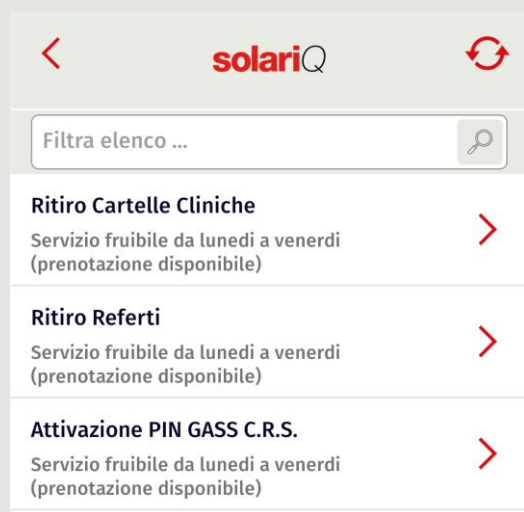 solariQ
Filtra elenco ...
Ritiro Cartelle Cliniche
Servizio fruibile da lunedi a venerdi
(prenotazione disponibile)
Ritiro Referti
Servizio fruibile da lunedi a venerdi
(prenotazione disponibile)
Attivazione PIN GASS C.R.S.
Servizio fruibile da lunedi a venerdi
(prenotazione disponibile)